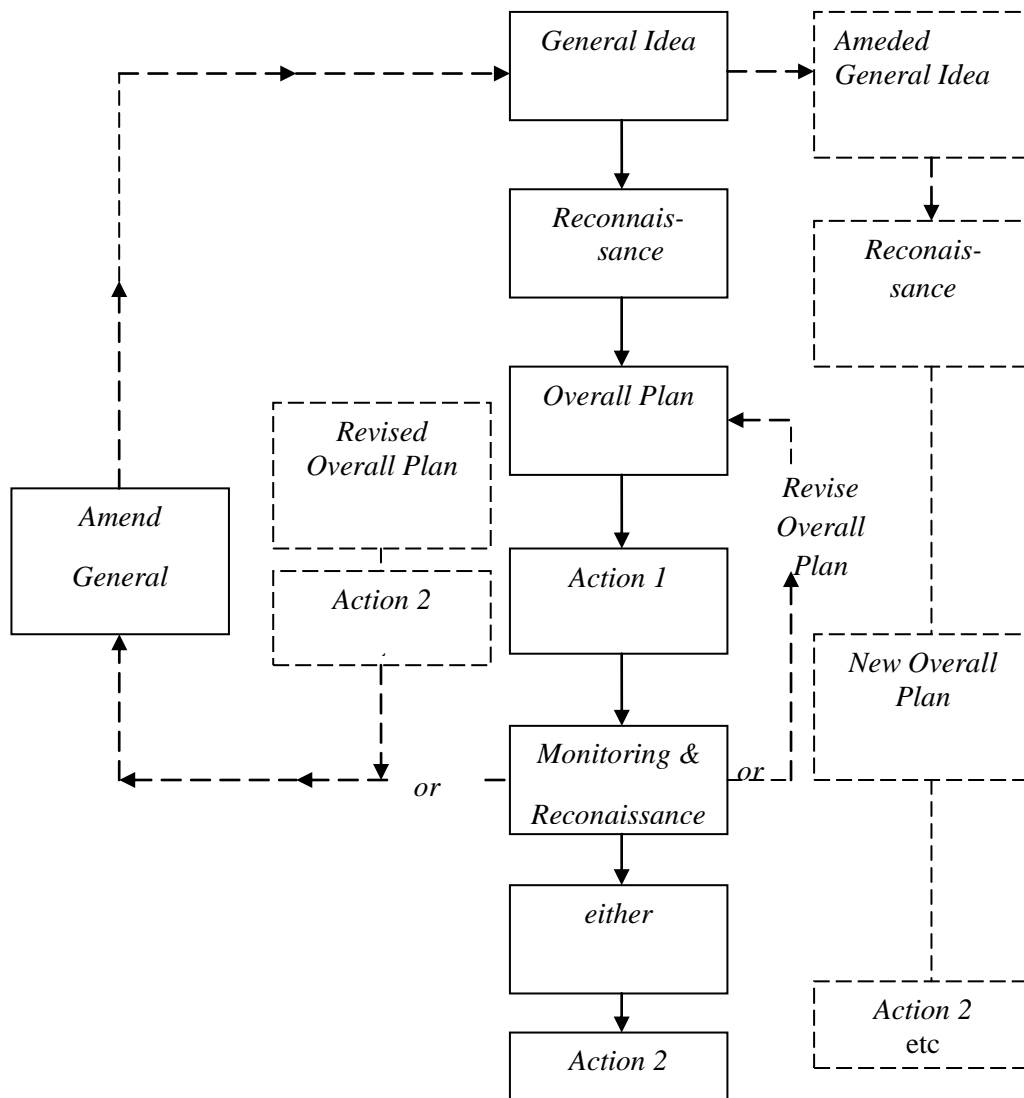 General Idea
Ameded
General Idea
Reconnais-
sance
Reconais-
sance
Overall Plan
Revised
Overall Plan
Revise
Overall
Plan
Amend
General
Action 1
Action 2
New Overall
Plan
Monitoring &
Reconaissance
or
or
either
Action 2
etc
Action 2